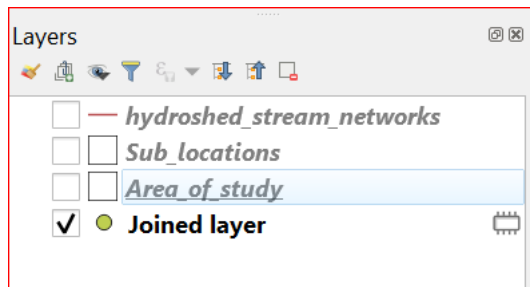 Layers
hydroshed_stream_networks
Sub_locations
Area_of_study
Joined layer